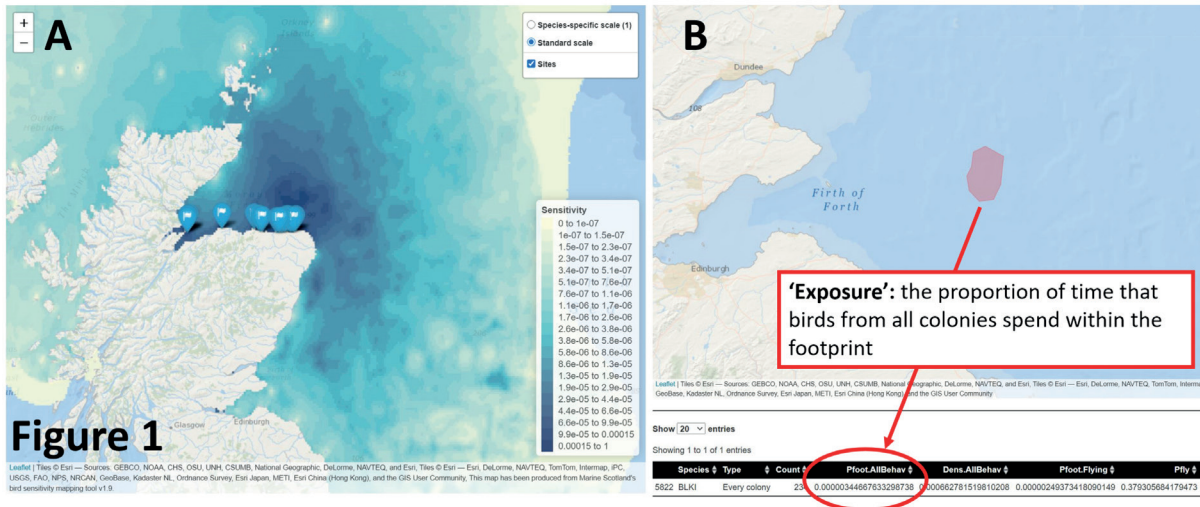 +
−
A
Species-specific scale (1)
Standard scale
Sites
Sensitivity
0 to 1e-07
1e-07 to 1.5e-07
1.5e-07 to 2.3e-07
2.3e-07 to 3.4e-07
3.4e-07 to 5.1e-07
5.1e-07 to 7.6e-07
7.6e-07 to 1.1e-06
1.1e-06 to 1.7e-06
1.7e-06 to 2.6e-06
2.6e-06 to 3.8e-06
3.8e-06 to 5.8e-06
5.8e-06 to 8.6e-06
8.6e-06 to 1.3e-05
1.3e-05 to 1.9e-05
1.9e-05 to 2.9e-05
2.9e-05 to 4.4e-05
4.4e-05 to 6.6e-05
6.6e-05 to 9.9e-05
9.9e-05 to 0.00015
0.00015 to 1
Glasgow
Edinburgh
Figure 1
Leaflet | Tiles © Esri — Sources: GEBCO, NOAA, CHS, OSU, UNH, CSUMB, National Geographic, DeLorme, NAVTEQ, and Esri, Tiles © Esri — Esri, DeLorme, NAVTEQ, TomTom, Intermap, iPC,
USGS, FAO, NPS, NRCAN, GeoBase, Kadaster NL, Ordnance Survey, Esri Japan, METI, Esri China (Hong Kong), and the GIS User Community, This map has been produced from Marine Scotland's
bird sensitivity mapping tool v1.9.
B
Dundee
108
Firth of
Forth
Edinburgh
'Exposure': the proportion of time that
birds from all colonies spend within the
footprint
Leaflet | Tiles © Esri — Sources: GEBCO, NOAA, CHS, OSU, UNH, CSUMB, National Geographic, DeLorme, NAVTEQ, and Esri, Tiles © Esri — Esri, DeLorme, NAVTEQ, TomTom, Interma
GeoBase, Kadaster NL, Ordnance Survey, Esri Japan, METI, Esri China (Hong Kong), and the GIS User Community
Show 20 entries
Showing 1 to 1 of 1 entries
Species Type Count Pfoot.AllBehav Dens.AllBehav Pfoot.Flying Pfly
5822 BLKI Every colony 234 0.00000344667633298738 0.000662781519810208 0.00000249373418090149 0.379305684179473